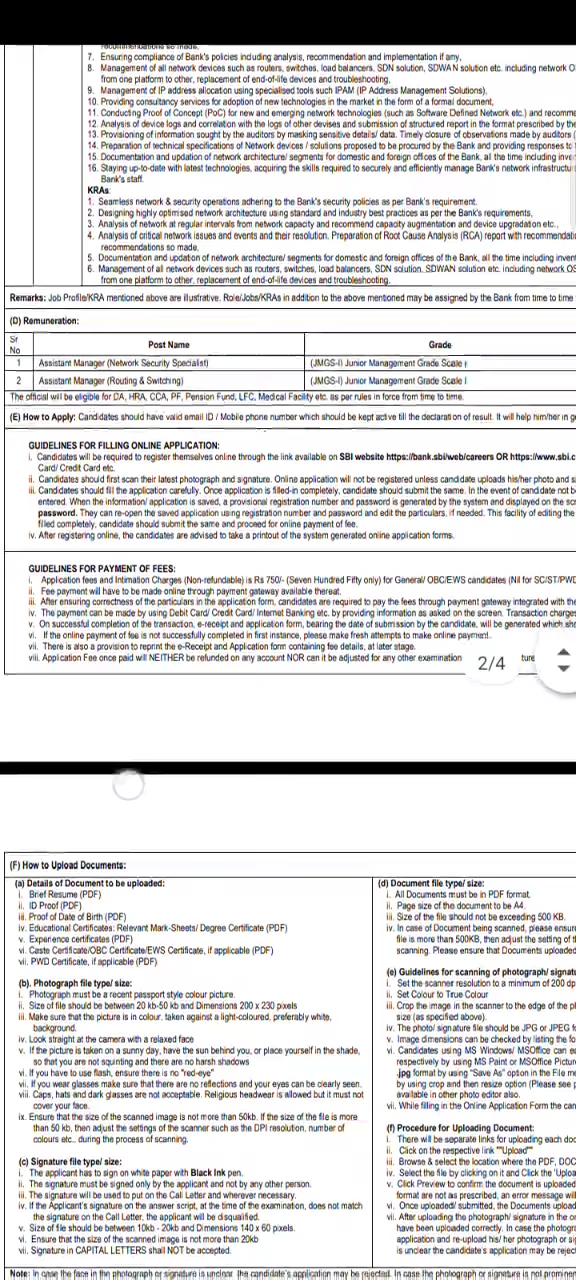 recommendations so made,
7. Ensuring compliance of Bank's policies including analysis, recommendation and implementation if any,
8. Management of all network devices such as routers, switches, load balancers, SDN solution, SDWAN solution etc. including network O
from one platform to other, replacement of end-of-life devices and troubleshooting,
9. Management of IP address allocation using specialised tools such IPAM (IP Address Management Solutions),
10. Providing consultancy services for adoption of new technologies in the market in the form of a formal document,
11. Conducting Proof of Concept (PoC) for new and emerging network technologies (such as Software Defined Network etc.) and recomme
12. Analysis of device logs and correlation with the logs of other devises and submission of structured report in the format prescribed by the
13. Provisioning of information sought by the auditors by masking sensitive details/ data. Timely closure of observations made by auditors (
14. Preparation of technical specifications of Network devices / solutions proposed to be procured by the Bank and providing responses to
15. Documentation and updation of network architecture/ segments for domestic and foreign offices of the Bank, all the time including inve
16. Staying up-to-date with latest technologies, acquiring the skills required to securely and efficiently manage Bank's network infrastructu
Bank's staff.
KRAs:
1. Seamless network & security operations adhering to the Bank's security policies as per Bank's requirement.
2. Designing highly optimised network architecture using standard and industry best practices as per the Bank's requirements,
3. Analysis of network at regular intervals from network capacity and recommend capacity augmentation and device upgradation etc.,
4. Analysis of critical network issues and events and their resolution. Preparation of Root Cause Analysis (RCA) report with recommendati
recommendations so made,
5. Documentation and updation of network architecture/ segments for domestic and foreign offices of the Bank, all the time including inven
6. Management of all network devices such as routers, switches, load balancers, SDN solution, SDWAN solution etc. including network OS
from one platform to other, replacement of end-of-life devices and troubleshooting.
Remarks: Job Profile/KRA mentioned above are illustrative. Role/Jobs/KRAs in addition to the above mentioned may be assigned by the Bank from time to time
(D) Remuneration:
Sr No Post Name Grade
1 Assistant Manager (Network Security Specialist) (JMGS-I) Junior Management Grade Scale I
2 Assistant Manager (Routing & Switching) (JMGS-I) Junior Management Grade Scale I
The official will be eligible for DA, HRA, CCA, PF, Pension Fund, LFC, Medical Facility etc. as per rules in force from time to time.
(E) How to Apply: Candidates should have valid email ID / Mobile phone number which should be kept active till the declaration of result. It will help him/her in g
GUIDELINES FOR FILLING ONLINE APPLICATION:
i. Candidates will be required to register themselves online through the link available on SBI website https://bank.sbi/web/careers OR https://www.sbi.c
Card/ Credit Card etc.
ii. Candidates should first scan their latest photograph and signature. Online application will not be registered unless candidate uploads his/her photo and s
iii. Candidates should fill the application carefully. Once application is filled-in completely, candidate should submit the same. In the event of candidate not b
entered. When the information/ application is saved, a provisional registration number and password is generated by the system and displayed on the scr
password. They can re-open the saved application using registration number and password and edit the particulars, if needed. This facility of editing the
filled completely, candidate should submit the same and proceed for online payment of fee.
iv. After registering online, the candidates are advised to take a printout of the system generated online application forms.
GUIDELINES FOR PAYMENT OF FEES:
i. Application fees and Intimation Charges (Non-refundable) is Rs 750/- (Seven Hundred Fifty only) for General/ OBC/EWS candidates (Nil for SC/ST/PWD
ii. Fee payment will have to be made online through payment gateway available thereat.
iii. After ensuring correctness of the particulars in the application form, candidates are required to pay the fees through payment gateway integrated with the
iv. The payment can be made by using Debit Card/ Credit Card/ Internet Banking etc. by providing information as asked on the screen. Transaction charges
v. On successful completion of the transaction, e-receipt and application form, bearing the date of submission by the candidate, will be generated which sho
vi. If the online payment of fee is not successfully completed in first instance, please make fresh attempts to make online payment.
vii. There is also a provision to reprint the e-Receipt and Application form containing fee details, at later stage.
viii. Application Fee once paid will NEITHER be refunded on any account NOR can it be adjusted for any other examination ture
2/4
(F) How to Upload Documents:
(a) Details of Document to be uploaded:
i. Brief Resume (PDF)
ii. ID Proof (PDF)
iii. Proof of Date of Birth (PDF)
iv. Educational Certificates: Relevant Mark-Sheets/ Degree Certificate (PDF)
v. Experience certificates (PDF)
vi. Caste Certificate/OBC Certificate/EWS Certificate, if applicable (PDF)
vii. PWD Certificate, if applicable (PDF)
(b). Photograph file type/ size:
i. Photograph must be a recent passport style colour picture.
ii. Size of file should be between 20 kb-50 kb and Dimensions 200 x 230 pixels
iii. Make sure that the picture is in colour, taken against a light-coloured, preferably white,
background.
iv. Look straight at the camera with a relaxed face
v. If the picture is taken on a sunny day, have the sun behind you, or place yourself in the shade,
so that you are not squinting and there are no harsh shadows
vi. If you have to use flash, ensure there is no "red-eye"
vii. If you wear glasses make sure that there are no reflections and your eyes can be clearly seen.
viii. Caps, hats and dark glasses are not acceptable. Religious headwear is allowed but it must not
cover your face.
ix. Ensure that the size of the scanned image is not more than 50kb. If the size of the file is more
than 50 kb, then adjust the settings of the scanner such as the DPI resolution, number of
colours etc., during the process of scanning.
(c) Signature file type/ size:
i. The applicant has to sign on white paper with Black Ink pen.
ii. The signature must be signed only by the applicant and not by any other person.
iii. The signature will be used to put on the Call Letter and wherever necessary.
iv. If the Applicant's signature on the answer script, at the time of the examination, does not match
the signature on the Call Letter, the applicant will be disqualified.
v. Size of file should be between 10kb - 20kb and Dimensions 140 x 60 pixels.
vi. Ensure that the size of the scanned image is not more than 20kb
vii. Signature in CAPITAL LETTERS shall NOT be accepted.
(d) Document file type/ size:
i. All Documents must be in PDF format.
ii. Page size of the document to be A4.
iii. Size of the file should not be exceeding 500 KB.
iv. In case of Document being scanned, please ensure
file is more than 500KB, then adjust the setting of th
scanning. Please ensure that Documents uploaded
(e) Guidelines for scanning of photograph/ signatu
i. Set the scanner resolution to a minimum of 200 dp
ii. Set Colour to True Colour
iii. Crop the image in the scanner to the edge of the ph
size (as specified above).
iv. The photo/ signature file should be JPG or JPEG fo
v. Image dimensions can be checked by listing the fo
vi. Candidates using MS Windows/ MSOffice can ea
respectively by using MS Paint or MSOffice Pictur
.jpg format by using "Save As" option in the File me
by using crop and then resize option (Please see p
available in other photo editor also.
vii. While filling in the Online Application Form the can
(f) Procedure for Uploading Document:
i. There will be separate links for uploading each doc
ii. Click on the respective link ""Upload""
iii. Browse & select the location where the PDF, DOC
iv. Select the file by clicking on it and Click the 'Uploa
v. Click Preview to confirm the document is uploaded
format are not as prescribed, an error message will
vi. Once uploaded/ submitted, the Documents upload
vii. After uploading the photograph/ signature in the on
have been uploaded correctly. In case the photogr
application and re-upload his/ her photograph or sig
is unclear the candidate's application may be reject
Note: In case the face in the photograph or signature is unclear, the candidate's application may be rejected. In case the photograph or signature is not prominen